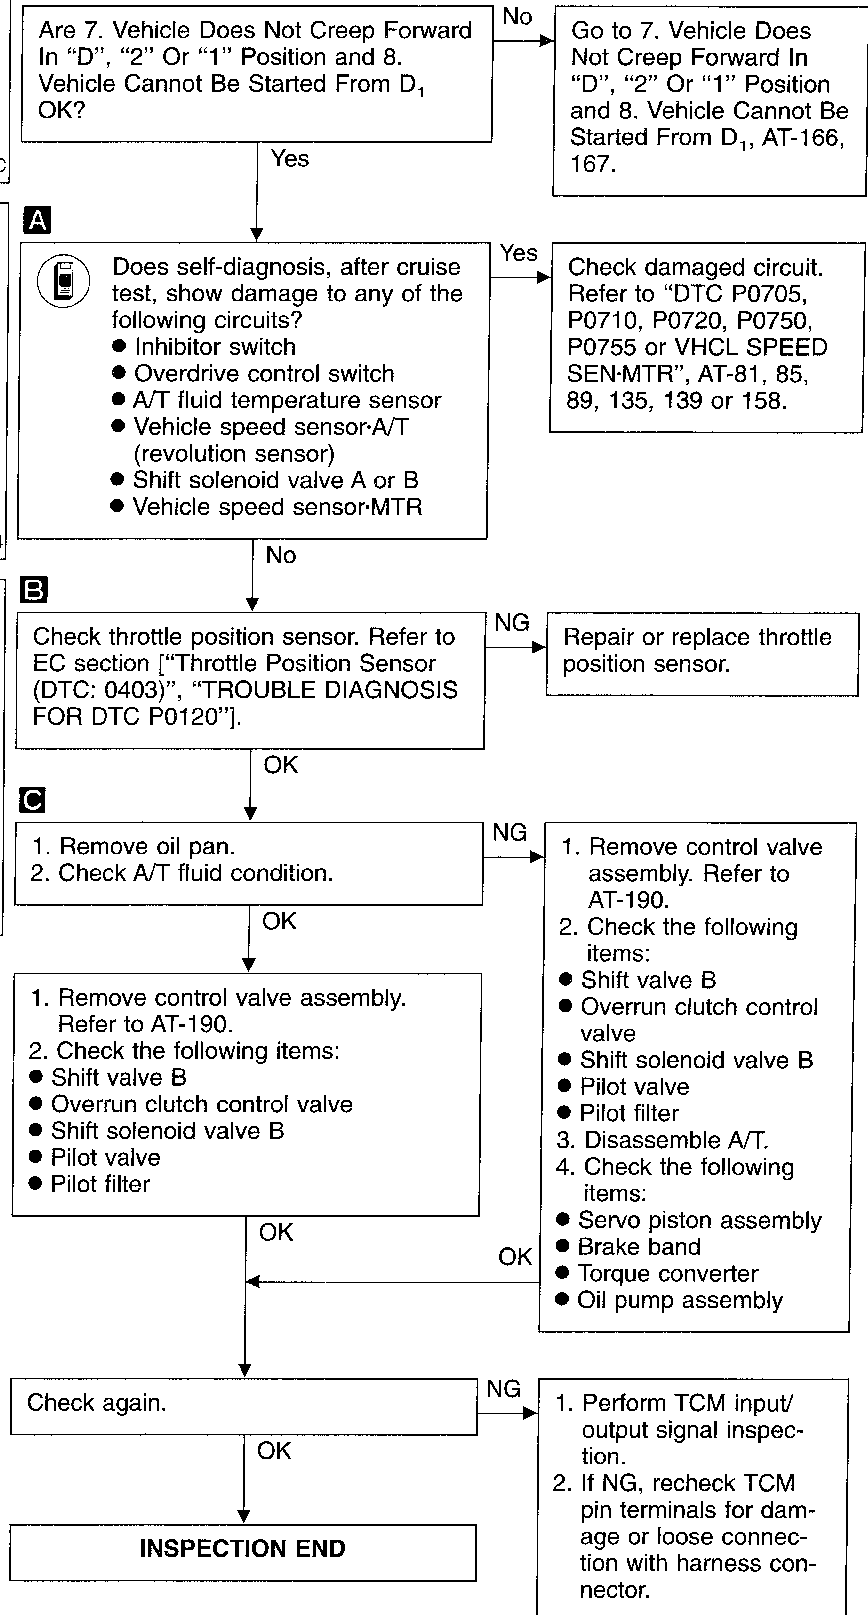 Are 7. Vehicle Does Not Creep Forward
In “D”, “2” Or “1” Position and 8.
Vehicle Cannot Be Started From D1
OK?
No
Go to 7. Vehicle Does
Not Creep Forward In
“D”, “2” Or “1” Position
and 8. Vehicle Cannot Be
Started From D1, AT-166,
167.
Yes
A
Does self-diagnosis, after cruise
test, show damage to any of the
following circuits?
● Inhibitor switch
● Overdrive control switch
● A/T fluid temperature sensor
● Vehicle speed sensor·A/T
(revolution sensor)
● Shift solenoid valve A or B
● Vehicle speed sensor·MTR
Yes
Check damaged circuit.
Refer to “DTC P0705,
P0710, P0720, P0750,
P0755 or VHCL SPEED
SEN·MTR”, AT-81, 85,
89, 135, 139 or 158.
No
B
Check throttle position sensor. Refer to
EC section [“Throttle Position Sensor
(DTC: 0403)”, “TROUBLE DIAGNOSIS
FOR DTC P0120”].
NG
Repair or replace throttle
position sensor.
OK
C
1. Remove oil pan.
2. Check A/T fluid condition.
NG
1. Remove control valve
assembly. Refer to
AT-190.
2. Check the following
items:
● Shift valve B
● Overrun clutch control
valve
● Shift solenoid valve B
● Pilot valve
● Pilot filter
3. Disassemble A/T.
4. Check the following
items:
● Servo piston assembly
● Brake band
● Torque converter
● Oil pump assembly
OK
1. Remove control valve assembly.
Refer to AT-190.
2. Check the following items:
● Shift valve B
● Overrun clutch control valve
● Shift solenoid valve B
● Pilot valve
● Pilot filter
OK
OK
Check again.
NG
1. Perform TCM input/
output signal inspec-
tion.
2. If NG, recheck TCM
pin terminals for dam-
age or loose connec-
tion with harness con-
nector.
OK
INSPECTION END